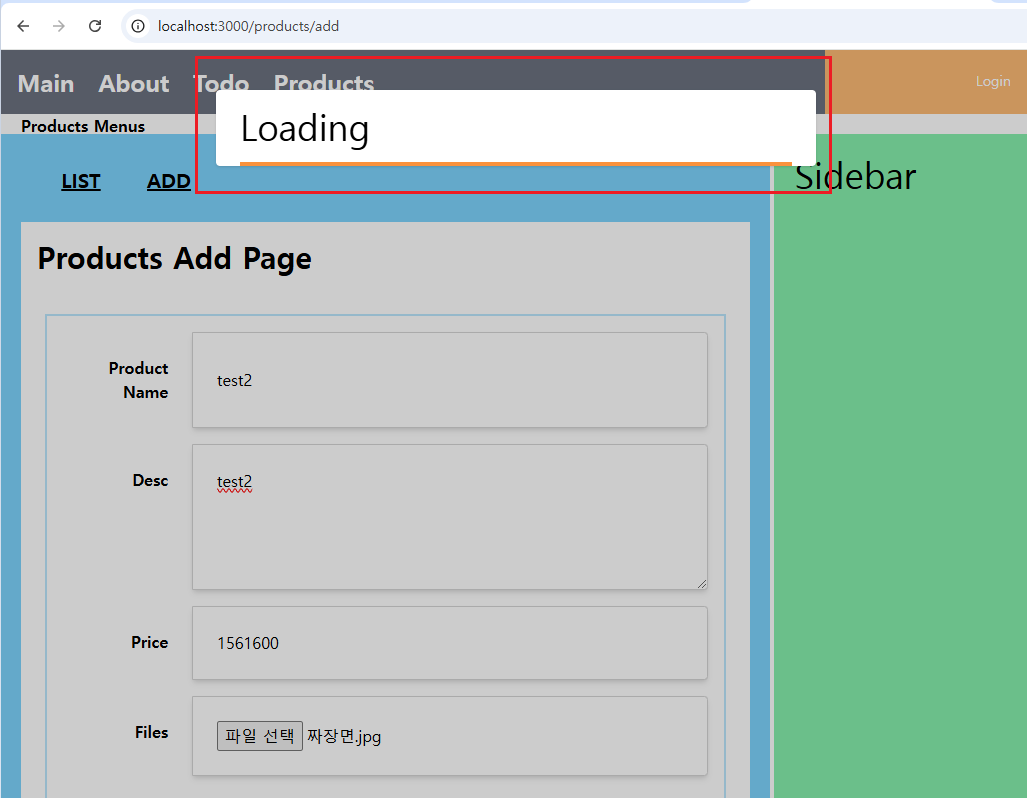 localhost:3000/products/add
Main About Todo Products
Login
Loading
Products Menus
LIST ADD
Sidebar
Products Add Page
Product
Name
test2
Desc
test2
Price
1561600
Files
파일 선택 짜장면.jpg